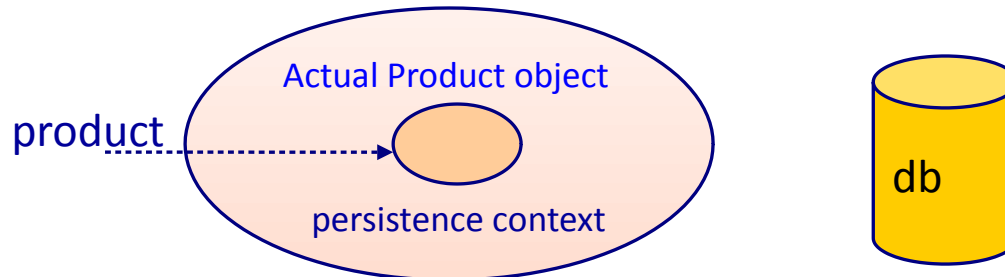 Actual Product object
product
persistence context
db